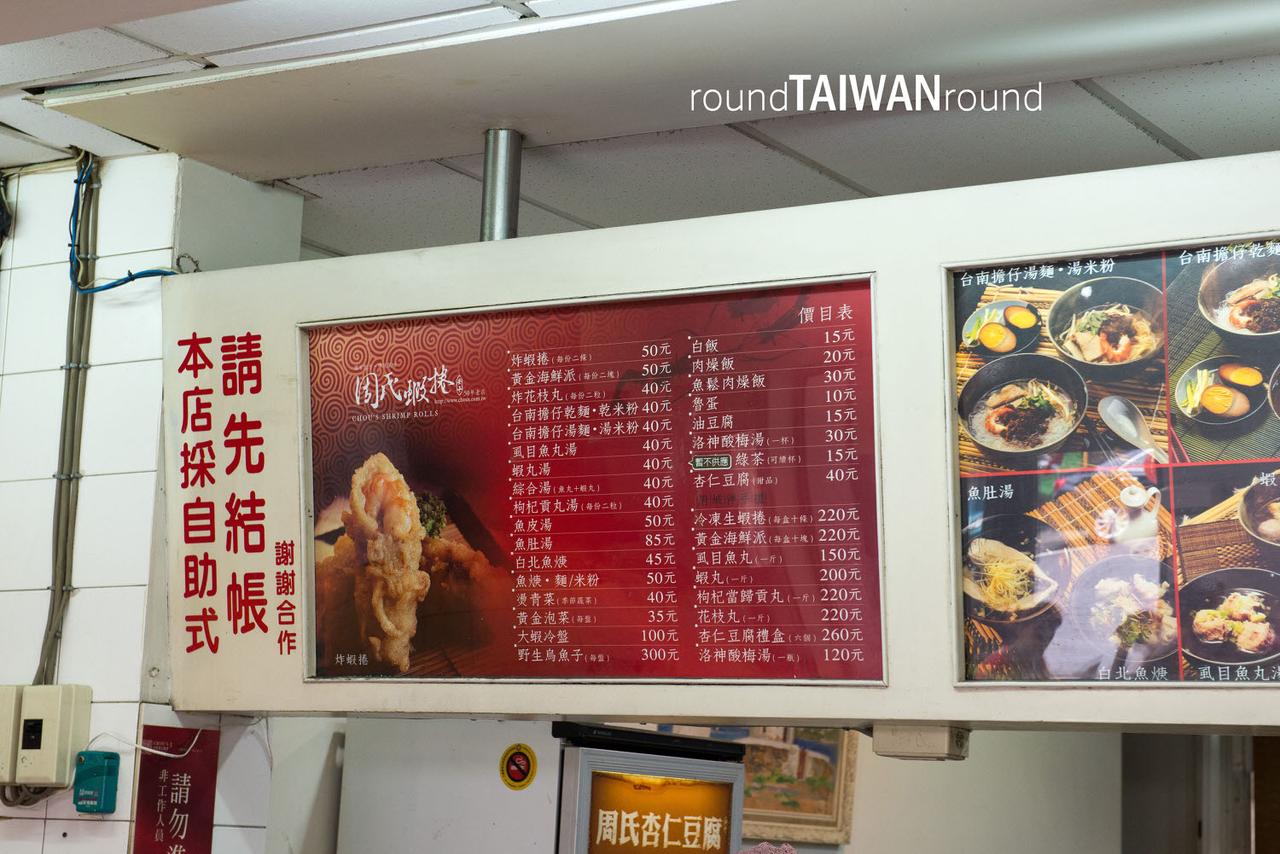 roundTAIWANround
請先結帳
本店採自助式
謝謝合作
周氏蝦捲
CHOU'S SHRIMP ROLLS
炸蝦捲
炸蝦捲(每份二條) 50元
黃金海鮮派(每份二塊) 50元
炸花枝丸(每份二粒) 40元
台南擔仔乾麵・乾米粉 40元
台南擔仔湯麵・湯米粉 40元
虱目魚丸湯 40元
蝦丸湯 40元
綜合湯(魚丸+蝦丸) 40元
枸杞貢丸湯(每份二粒) 40元
魚皮湯 50元
魚肚湯 85元
白北魚焿 45元
魚焿・麵/米粉 50元
燙青菜(季節蔬菜) 40元
黃金泡菜(每盤) 35元
大蝦冷盤 100元
野生烏魚子(每盤) 300元
價目表
白飯 15元
肉燥飯 20元
魚鬆肉燥飯 30元
魯蛋 10元
油豆腐 15元
洛神酸梅湯(一杯) 30元
暫不供應 綠茶(可續杯) 15元
杏仁豆腐(甜品) 40元
冷凍生蝦捲(每盒十條) 220元
黃金海鮮派(每盒十塊) 220元
虱目魚丸(一斤) 150元
蝦丸(一斤) 200元
枸杞當歸貢丸(一斤) 220元
花枝丸(一斤) 220元
杏仁豆腐禮盒(六個) 260元
洛神酸梅湯(一瓶) 120元
台南擔仔湯麵・湯米粉
台南擔仔乾麵
魚肚湯
蝦
白北魚焿
虱目魚丸湯
請勿進
非工作人員
周氏杏仁豆腐